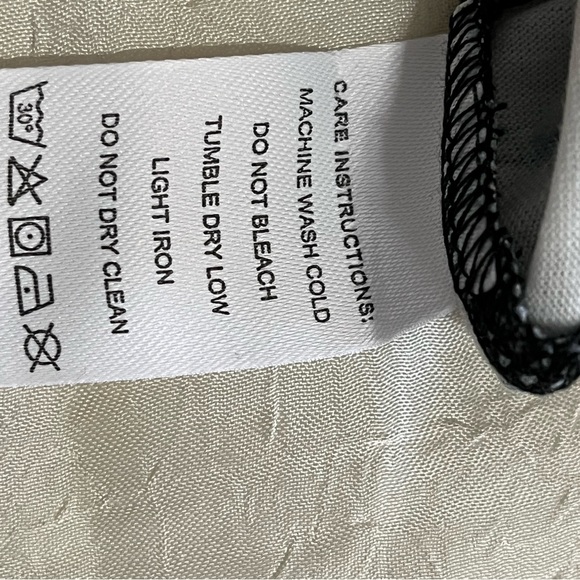 CARE INSTRUCTIONS:
MACHINE WASH COLD
DO NOT BLEACH
TUMBLE DRY LOW
LIGHT IRON
DO NOT DRY CLEAN
30°